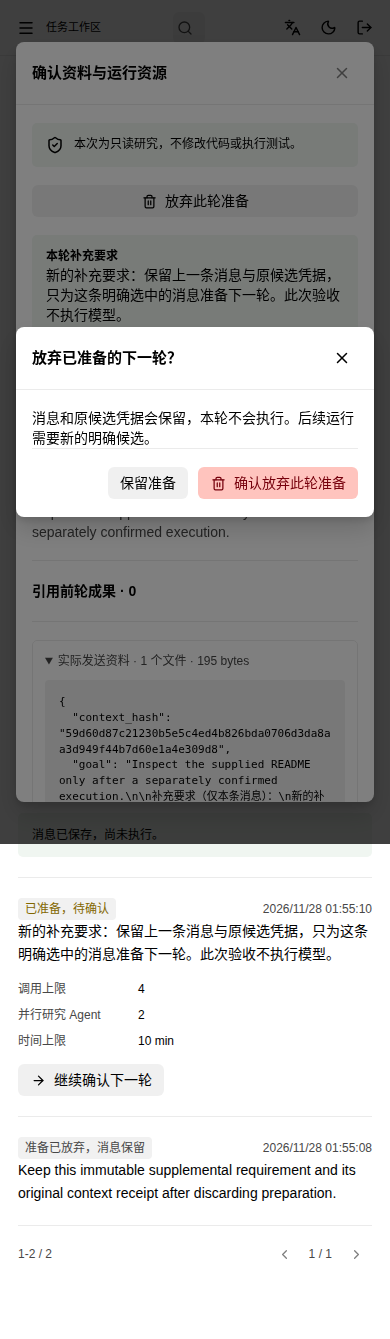 任务工作区
确认资料与运行资源
本次为只读研究，不修改代码或执行测试。
放弃此轮准备
本轮补充要求
新的补充要求：保留上一条消息与原候选凭据，
只为这条明确选中的消息准备下一轮。此次验收
不执行模型。
放弃已准备的下一轮？
消息和原候选凭据会保留，本轮不会执行。后续运行
需要新的明确候选。
保留准备
确认放弃此轮准备
separately confirmed execution.
引用前轮成果 · 0
▼ 实际发送资料 · 1 个文件 · 195 bytes
{
"context_hash":
"59d60d87c21230b5e5c4ed4b826bda0706d3da8a
a3d949f44b7d60e1a4e309d8",
"goal": "Inspect the supplied README
only after a separately confirmed
execution.\n\n补充要求（仅本条消息）：\n新的补
消息已保存，尚未执行。
已准备，待确认
2026/11/28 01:55:10
新的补充要求：保留上一条消息与原候选凭据，只为这条
明确选中的消息准备下一轮。此次验收不执行模型。
调用上限 4
并行研究 Agent 2
时间上限 10 min
继续确认下一轮
准备已放弃，消息保留
2026/11/28 01:55:08
Keep this immutable supplemental requirement and its
original context receipt after discarding preparation.
1-2 / 2
1 / 1